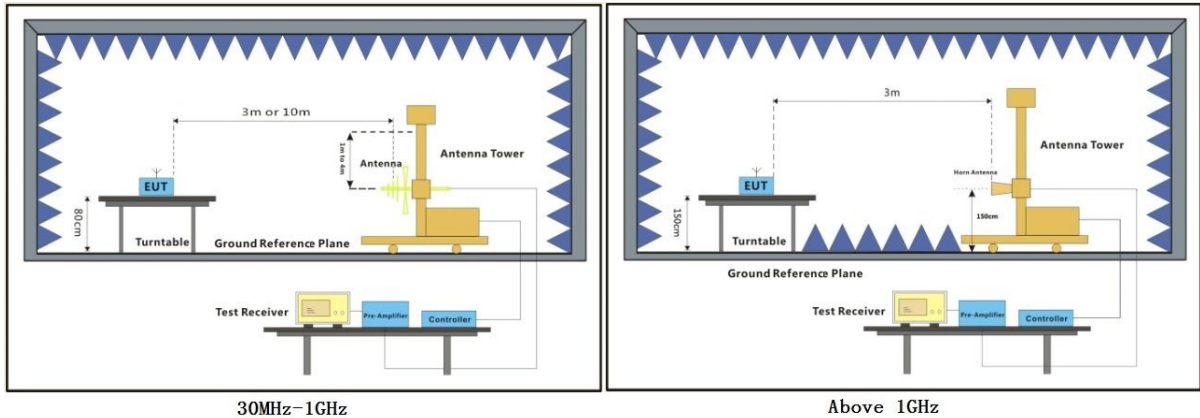 3m or 10m
1m to 4m
Antenna
Antenna Tower
EUT
80cm
Turntable
Ground Reference Plane
Test Receiver
Pre-Amplifier
Controller
30MHz-1GHz
3m
Antenna Tower
Horn Antenna
EUT
150cm
150cm
Turntable
Ground Reference Plane
Test Receiver
Pre-Amplifier
Controller
Above 1GHz